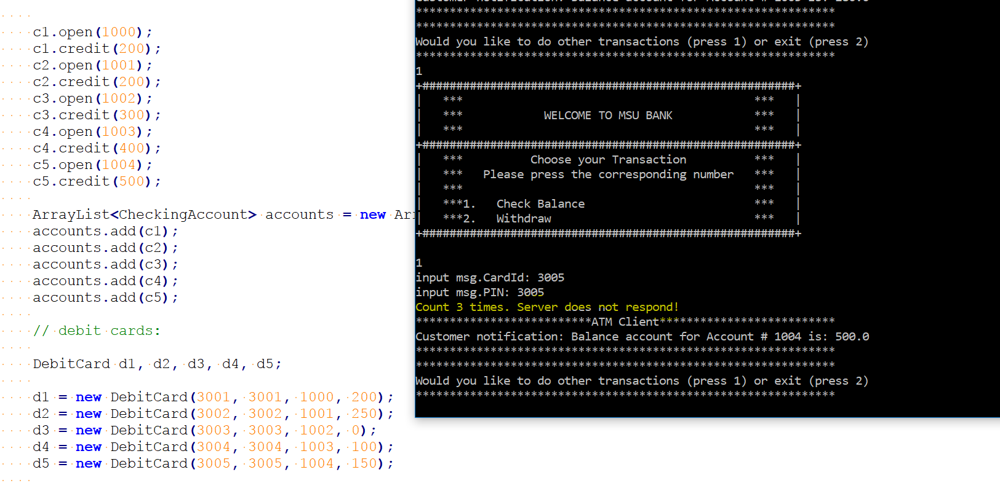 c1.open(1000);
c1.credit(200);
c2.open(1001);
c2.credit(200);
c3.open(1002);
c3.credit(300);
c4.open(1003);
c4.credit(400);
c5.open(1004);
c5.credit(500);
ArrayList<CheckingAccount> accounts = new Ar
accounts.add(c1);
accounts.add(c2);
accounts.add(c3);
accounts.add(c4);
accounts.add(c5);
// debit cards:
DebitCard d1, d2, d3, d4, d5;
d1 = new DebitCard(3001, 3001, 1000, 200);
d2 = new DebitCard(3002, 3002, 1001, 250);
d3 = new DebitCard(3003, 3003, 1002, 0);
d4 = new DebitCard(3004, 3004, 1003, 100);
d5 = new DebitCard(3005, 3005, 1004, 150);
**************************************************************
**************************************************************
Would you like to do other transactions (press 1) or exit (press 2)
**************************************************************
1
+#######################################################+
|   ***                                           ***   |
|   ***            WELCOME TO MSU BANK            ***   |
|   ***                                           ***   |
+#######################################################+
|   ***          Choose your Transaction          ***   |
|   ***   Please press the corresponding number   ***   |
|   ***                                           ***   |
|   ***1.   Check Balance                         ***   |
|   ***2.   Withdraw                              ***   |
+#######################################################+
1
input msg.CardId: 3005
input msg.PIN: 3005
Count 3 times. Server does not respond!
**************************ATM Client**************************
Customer notification: Balance account for Account # 1004 is: 500.0
**************************************************************
**************************************************************
Would you like to do other transactions (press 1) or exit (press 2)
**************************************************************